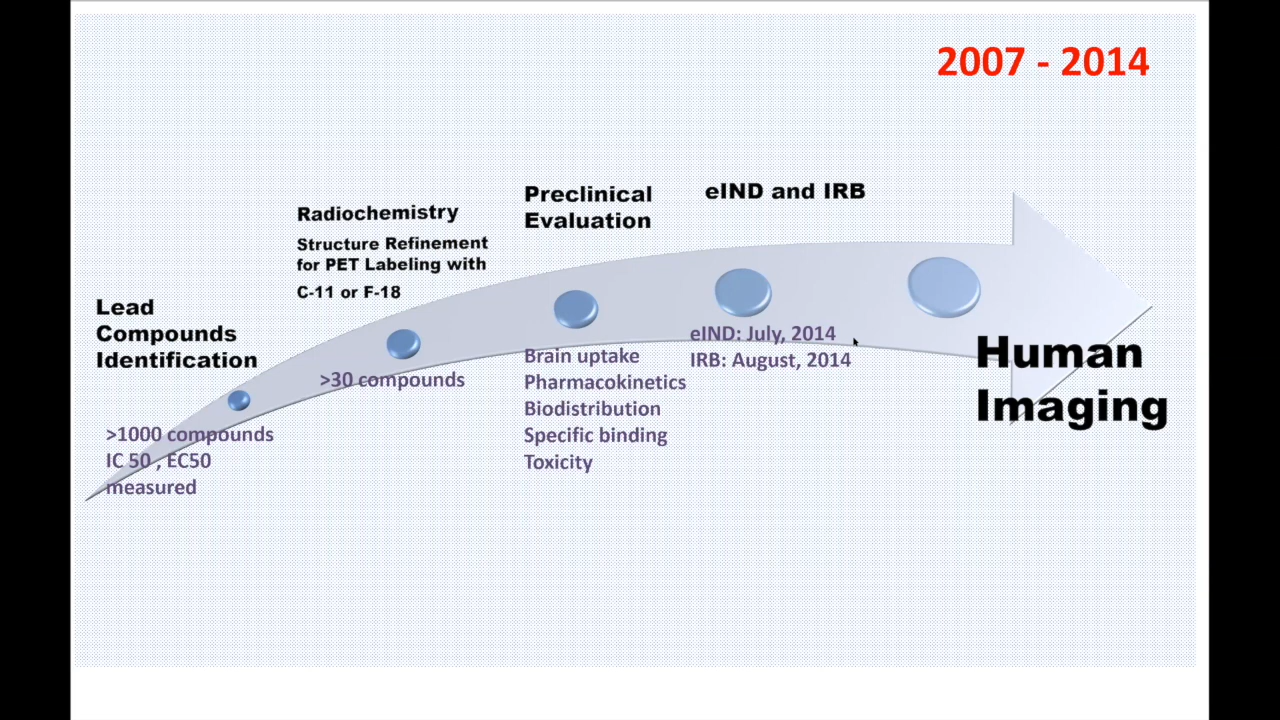 2007 - 2014
Lead
Compounds
Identification
>1000 compounds
IC 50 , EC50
measured
Radiochemistry
Structure Refinement
for PET Labeling with
C-11 or F-18
>30 compounds
Preclinical
Evaluation
Brain uptake
Pharmacokinetics
Biodistribution
Specific binding
Toxicity
eIND and IRB
eIND: July, 2014
IRB: August, 2014
Human
Imaging